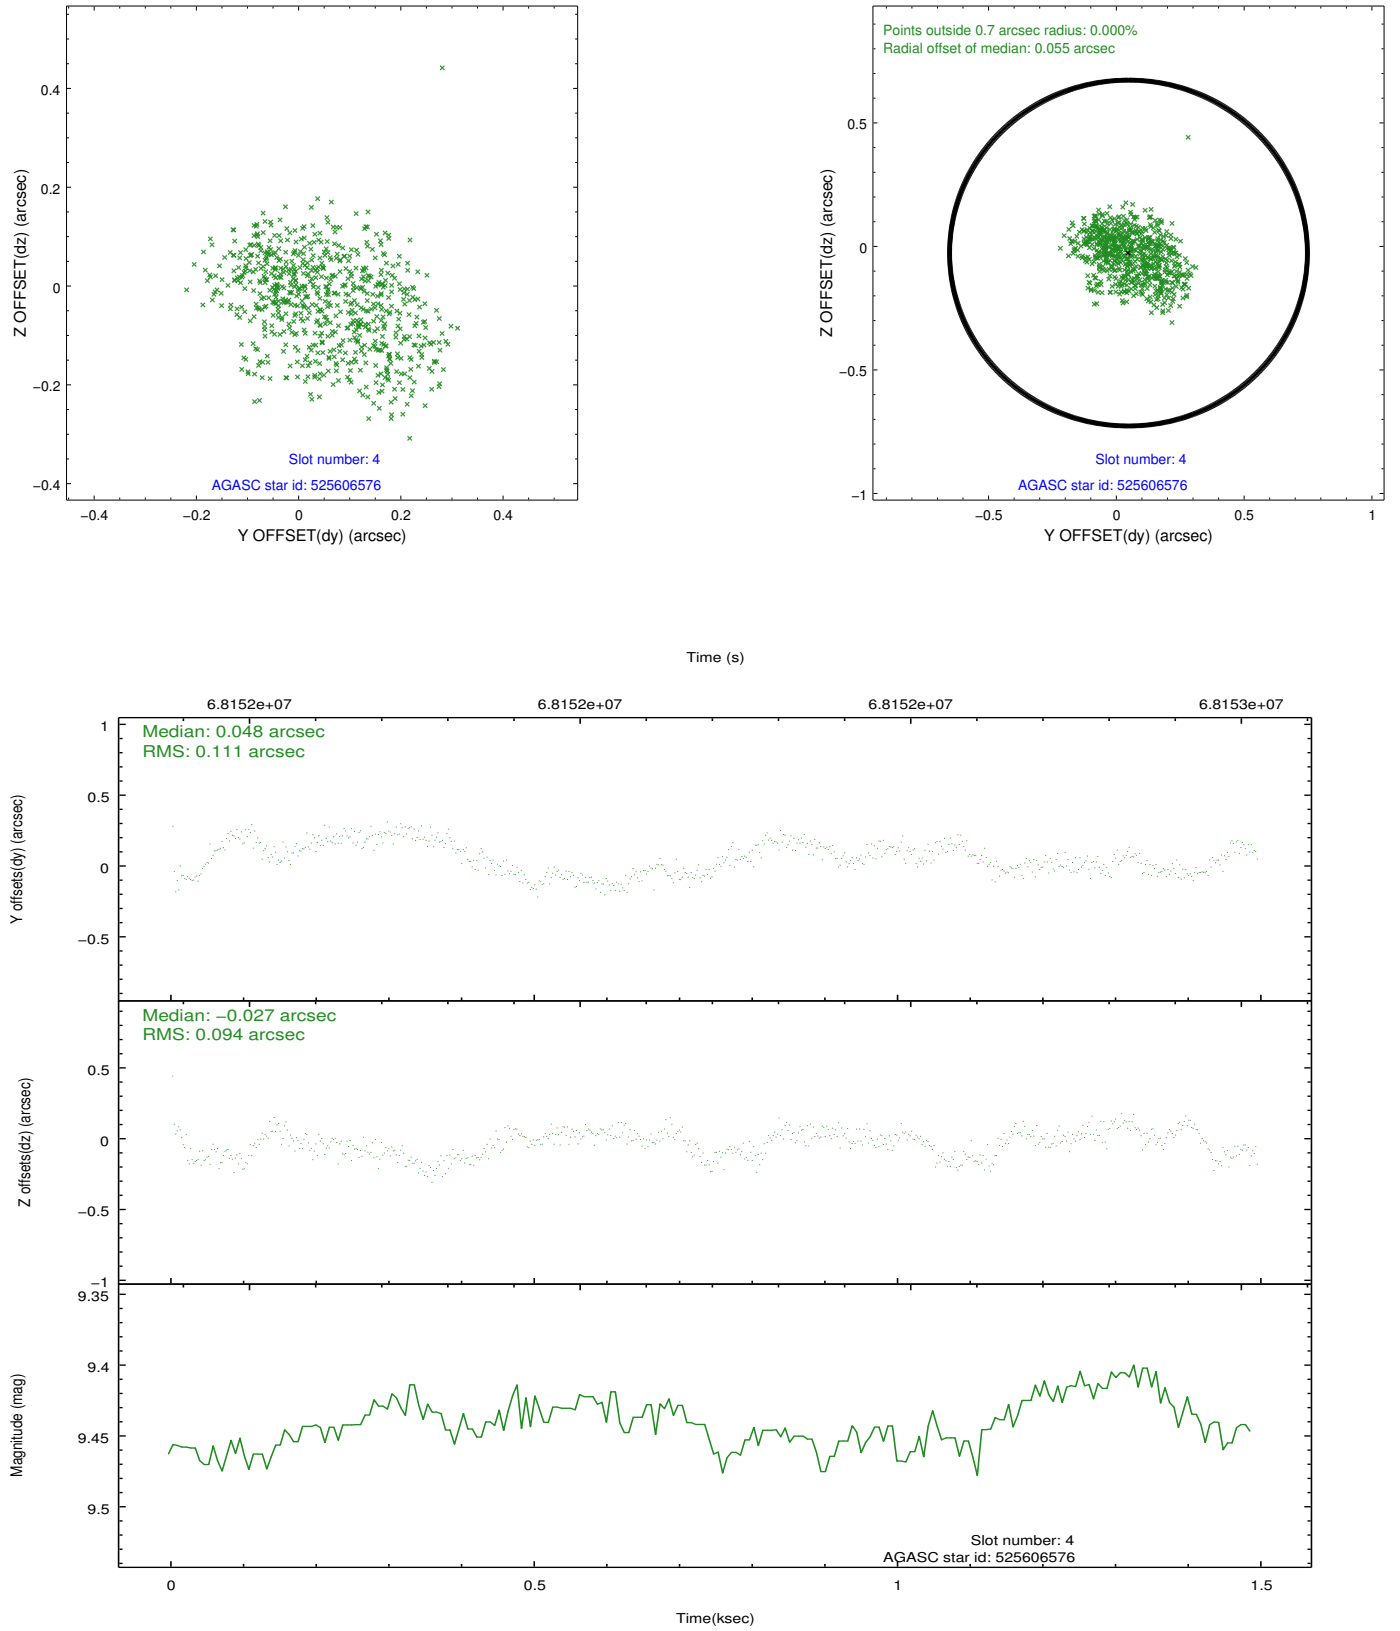 0.4
0.2
0
−0.2
−0.4
Z OFFSET(dz) (arcsec)
Slot number: 4
AGASC star id: 525606576
−0.4
−0.2
0
0.2
0.4
Y OFFSET(dy) (arcsec)
Points outside 0.7 arcsec radius: 0.000%
Radial offset of median: 0.055 arcsec
0.5
0
−0.5
−1
Z OFFSET(dz) (arcsec)
Slot number: 4
AGASC star id: 525606576
−0.5
0
0.5
1
Y OFFSET(dy) (arcsec)
Time (s)
6.8152e+07
6.8152e+07
6.8152e+07
6.8153e+07
Median: 0.048 arcsec
RMS: 0.111 arcsec
1
0.5
0
−0.5
Y offsets(dy) (arcsec)
Median: −0.027 arcsec
RMS: 0.094 arcsec
0.5
0
−0.5
−1
Z offsets(dz) (arcsec)
9.35
9.4
9.45
9.5
Magnitude (mag)
Slot number: 4
AGASC star id: 525606576
0
0.5
1
1.5
Time(ksec)